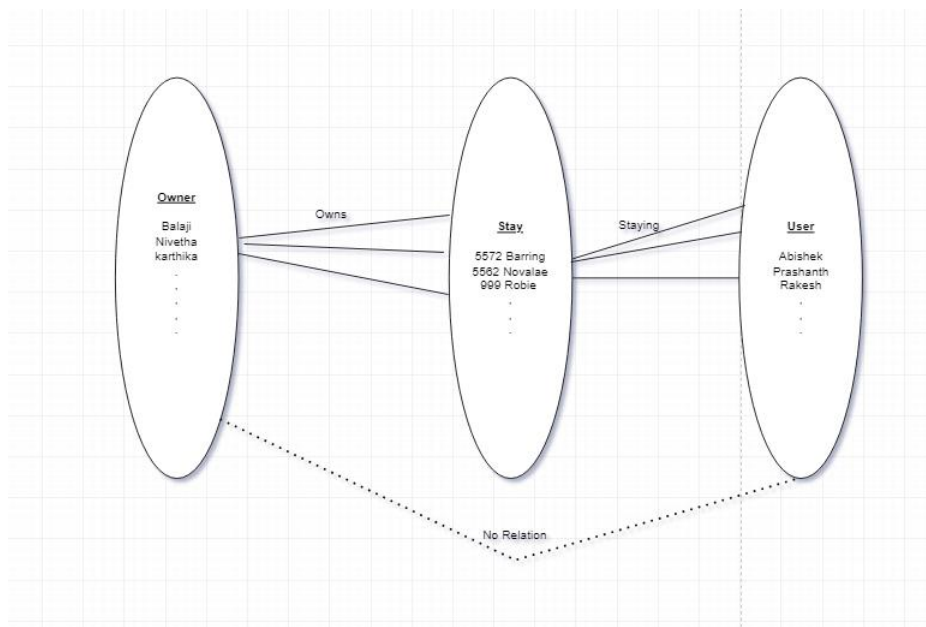 Owner
Balaji
Nivetha
karthika
.
.
.
.
.
Owns
Stay
5572 Barring
5562 Novalae
999 Robie
.
.
.
Staying
User
Abishek
Prashanth
Rakesh
.
.
.
No Relation